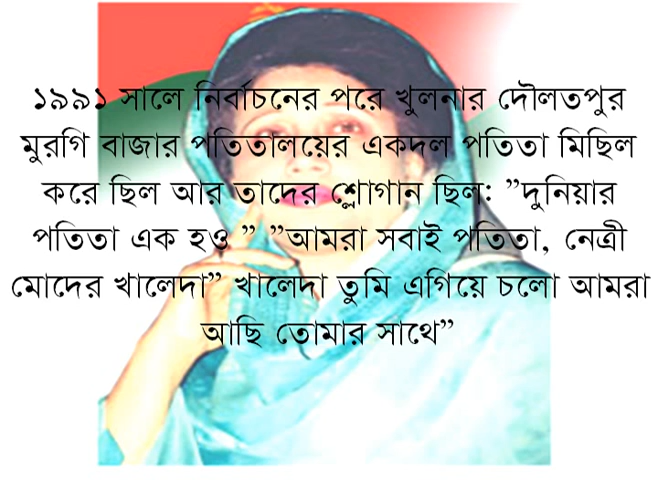 ১৯৯১ সালে নির্বাচনের পরে খুলনার দৌলতপুর
মুরগি বাজার পতিতালয়ের একদল পতিতা মিছিল
করে ছিল আর তাদের শ্লোগান ছিল: ”দুনিয়ার
পতিতা এক হও ” ”আমরা সবাই পতিতা, নেত্রী
মোদের খালেদা” খালেদা তুমি এগিয়ে চলো আমরা
আছি তোমার সাথে”